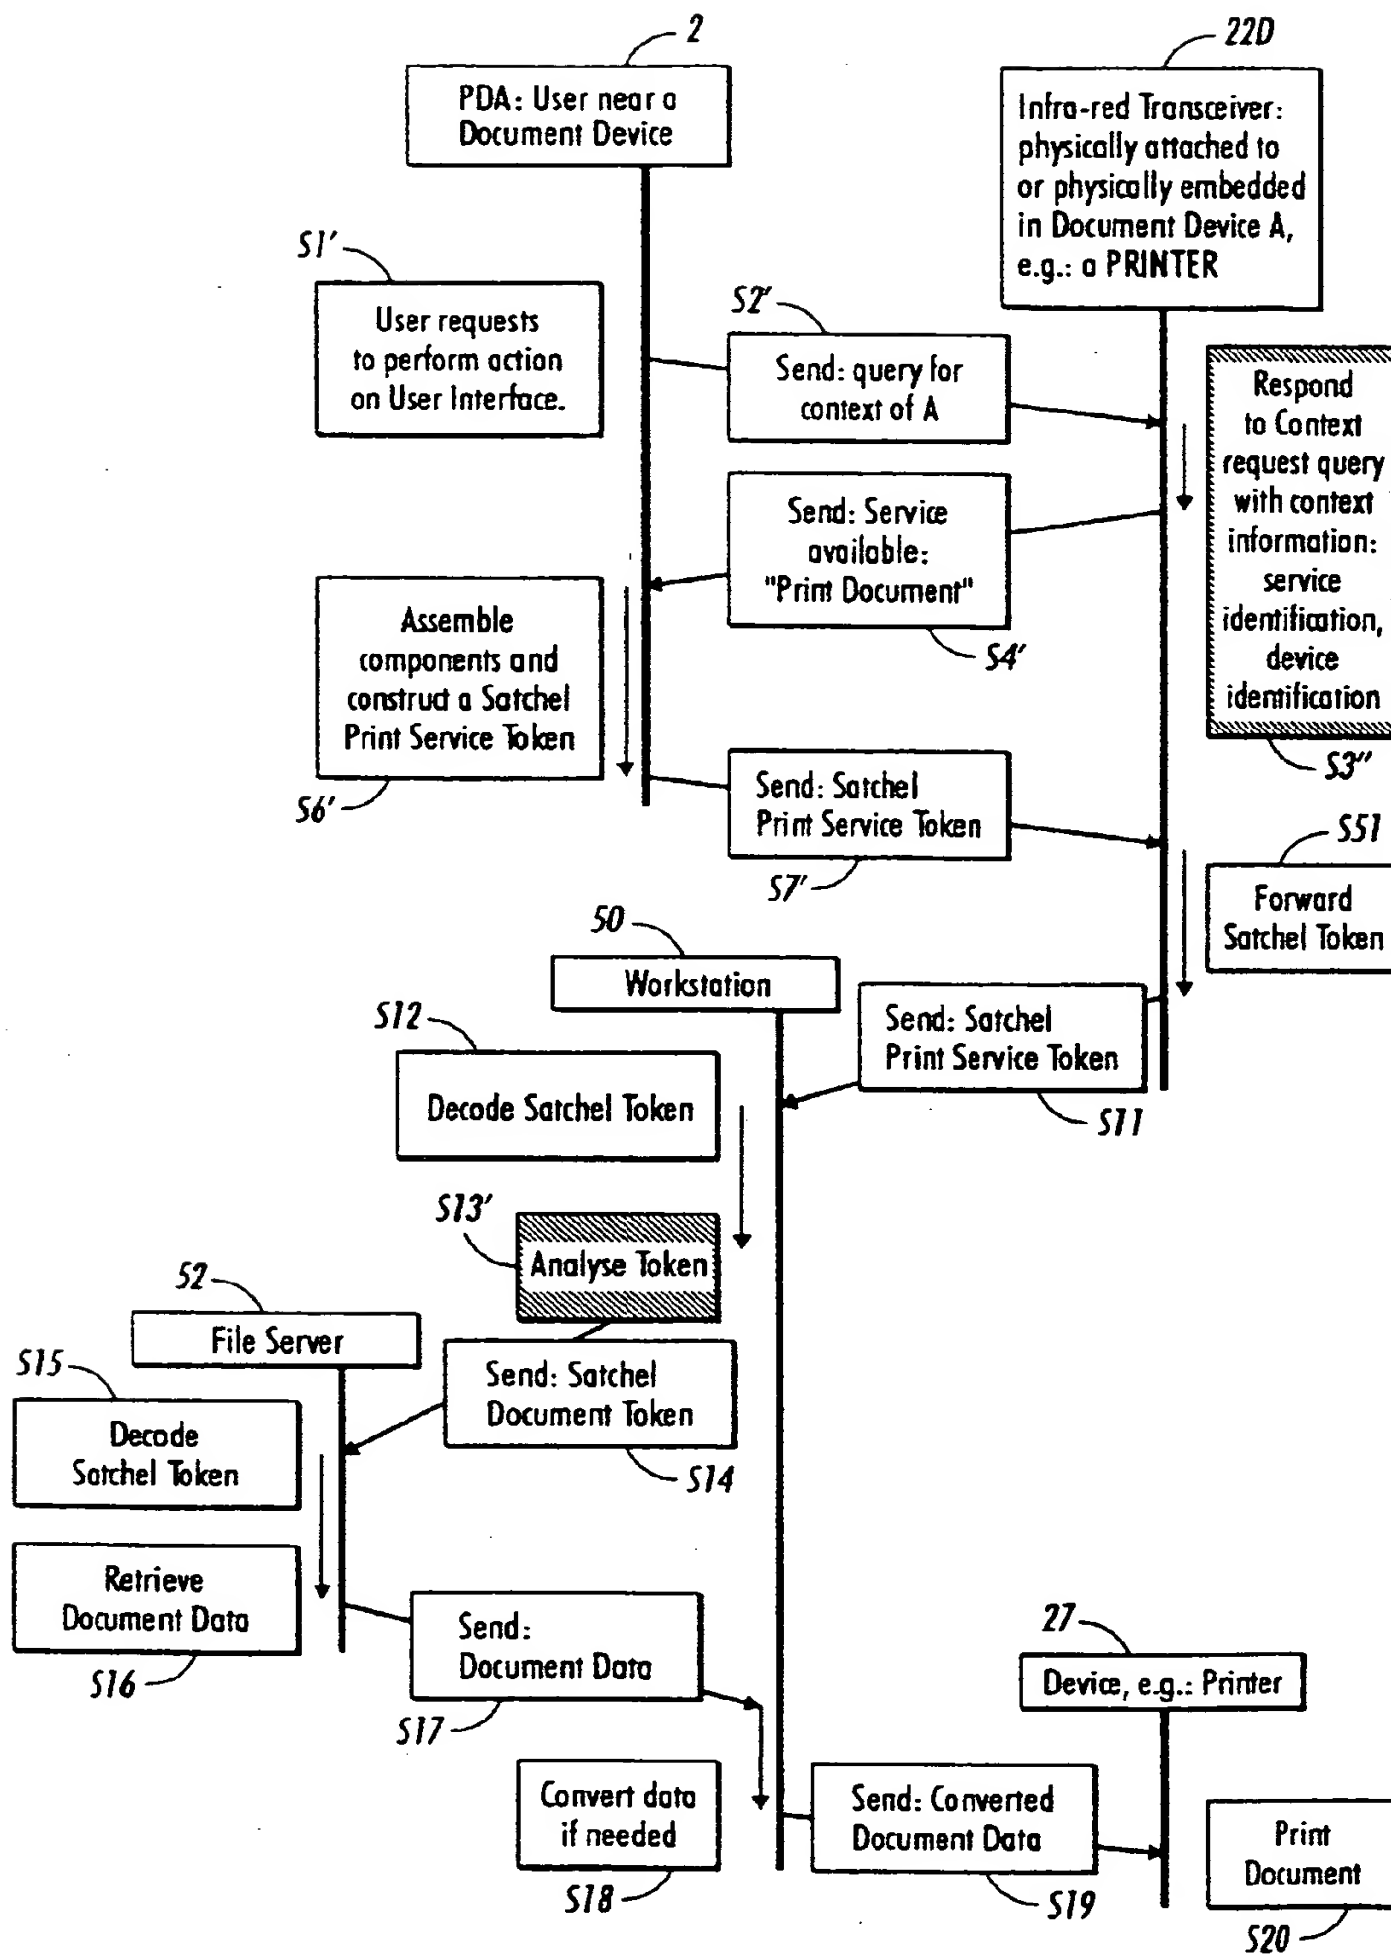 2
PDA: User near a
Document Device
22D
Infra-red Transceiver:
physically attached to
or physically embedded
in Document Device A,
e.g.: a PRINTER
S1'
User requests
to perform action
on User Interface.
S2'
Send: query for
context of A
Respond
to Context
request query
with context
information:
service
identification,
device
identification
S3''
Send: Service
available:
"Print Document"
S4'
Assemble
components and
construct a Satchel
Print Service Token
S6'
Send: Satchel
Print Service Token
S7'
S51
Forward
Satchel Token
50
Workstation
Send: Satchel
Print Service Token
S11
S12
Decode Satchel Token
S13'
Analyse Token
52
File Server
Send: Satchel
Document Token
S14
S15
Decode
Satchel Token
Retrieve
Document Data
S16
Send:
Document Data
S17
27
Device, e.g.: Printer
Convert data
if needed
S18
Send: Converted
Document Data
S19
Print
Document
S20